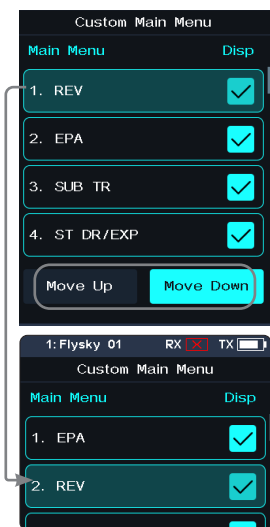 Custom Main Menu
Main Menu Disp
1. REV
2. EPA
3. SUB TR
4. ST DR/EXP
Move Up Move Down
1: Flysky 01 RX TX
Custom Main Menu
Main Menu Disp
1. EPA
2. REV